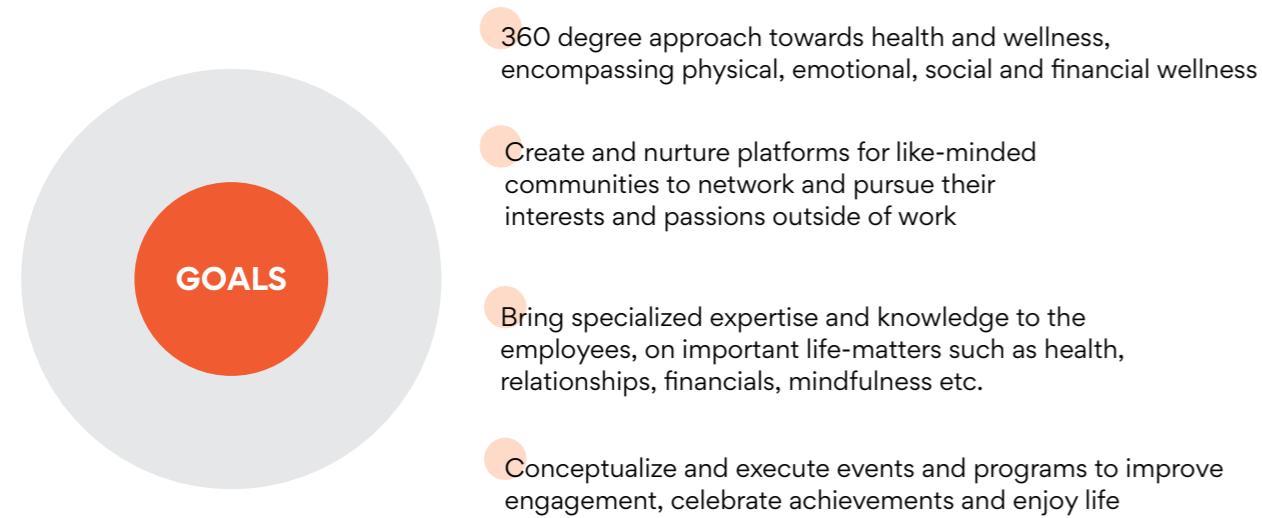 GOALS
360 degree approach towards health and wellness,
encompassing physical, emotional, social and financial wellness
Create and nurture platforms for like-minded
communities to network and pursue their
interests and passions outside of work
Bring specialized expertise and knowledge to the
employees, on important life-matters such as health,
relationships, financials, mindfulness etc.
Conceptualize and execute events and programs to improve
engagement, celebrate achievements and enjoy life